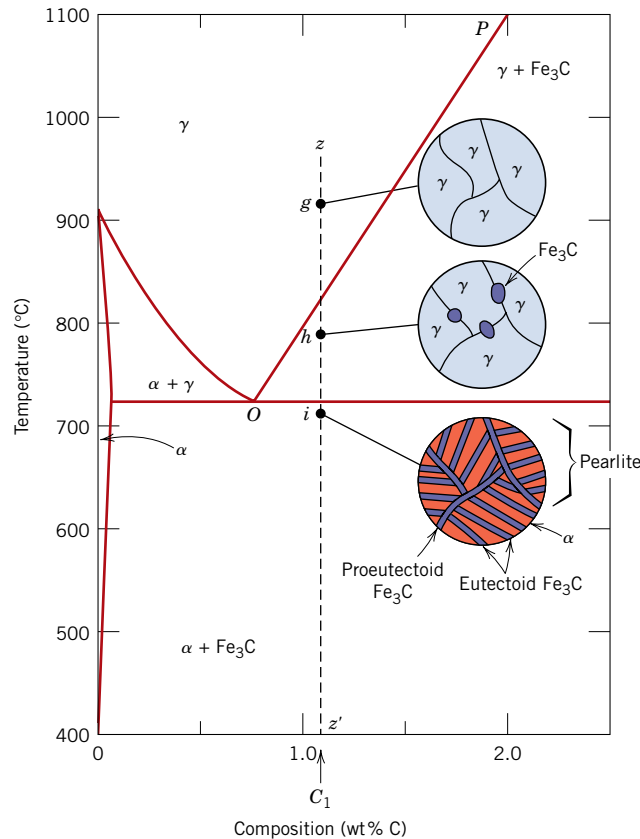 1100
P
γ + Fe₃C
1000
γ
z
γ
γ
γ
g
γ
900
Fe₃C
γ
γ
800
h
γ
γ
α + γ
O
i
700
Temperature (°C)
α
Pearlite
600
α
Proeutectoid
Fe₃C
Eutectoid Fe₃C
500
α + Fe₃C
z'
400
0
1.0
2.0
C₁
Composition (wt% C)